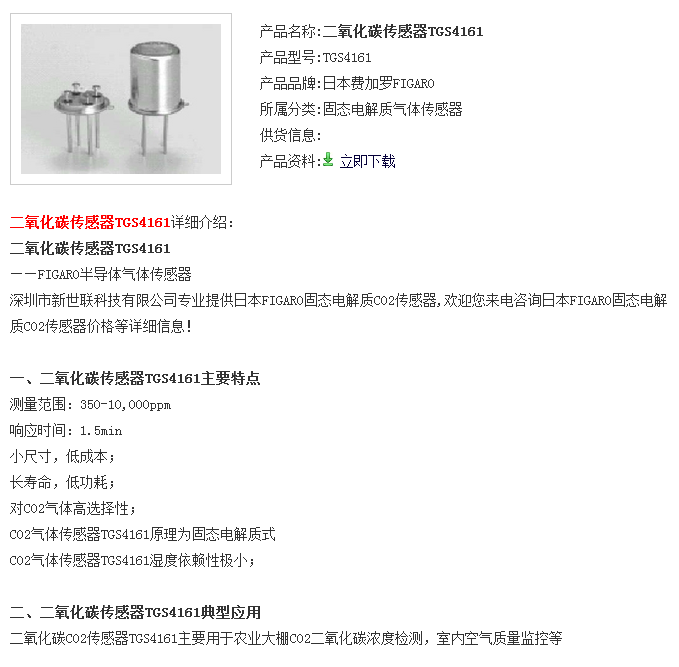 产品名称:二氧化碳传感器TGS4161
产品型号:TGS4161
产品品牌:日本费加罗FIGARO
所属分类:固态电解质气体传感器
供货信息:
产品资料: 立即下载
二氧化碳传感器TGS4161详细介绍:
二氧化碳传感器TGS4161
——FIGARO半导体气体传感器
深圳市新世联科技有限公司专业提供日本FIGARO固态电解质CO2传感器,欢迎您来电咨询日本FIGARO固态电解
质CO2传感器价格等详细信息!
一、二氧化碳传感器TGS4161主要特点
测量范围: 350-10,000ppm
响应时间: 1.5min
小尺寸, 低成本;
长寿命, 低功耗;
对CO2气体高选择性;
CO2气体传感器TGS4161原理为固态电解质式
CO2气体传感器TGS4161湿度依赖性极小;
二、二氧化碳传感器TGS4161典型应用
二氧化碳CO2传感器TGS4161主要用于农业大棚CO2二氧化碳浓度检测, 室内空气质量监控等